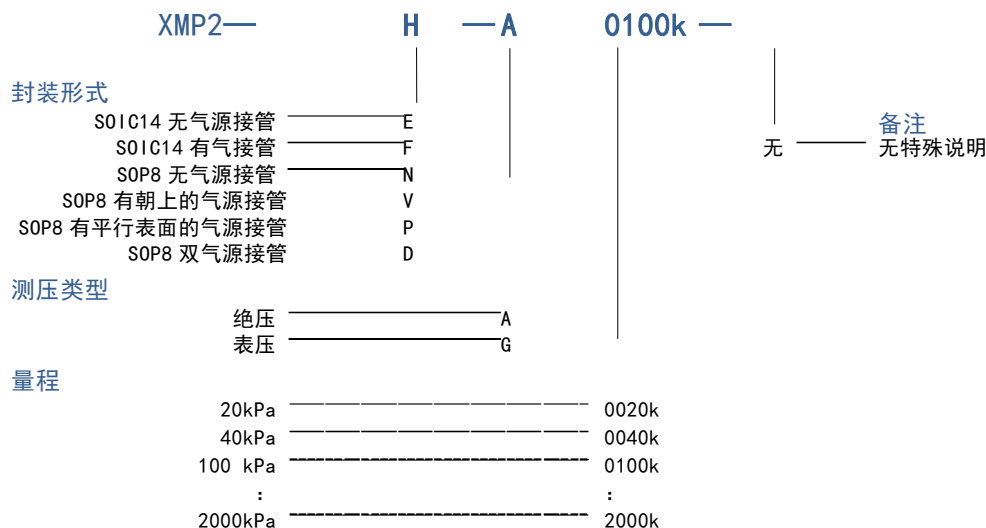 XMP2— H —A 0100k —
封装形式
SOIC14 无气源接管 E
备注
SOIC14 有气接管 F
无 无特殊说明
SOP8 无气源接管 N
SOP8 有朝上的气源接管 V
SOP8 有平行表面的气源接管 P
SOP8 双气源接管 D
测压类型
绝压 A
表压 G
量程
20kPa 0020k
40kPa 0040k
100 kPa 0100k
: :
2000kPa 2000k